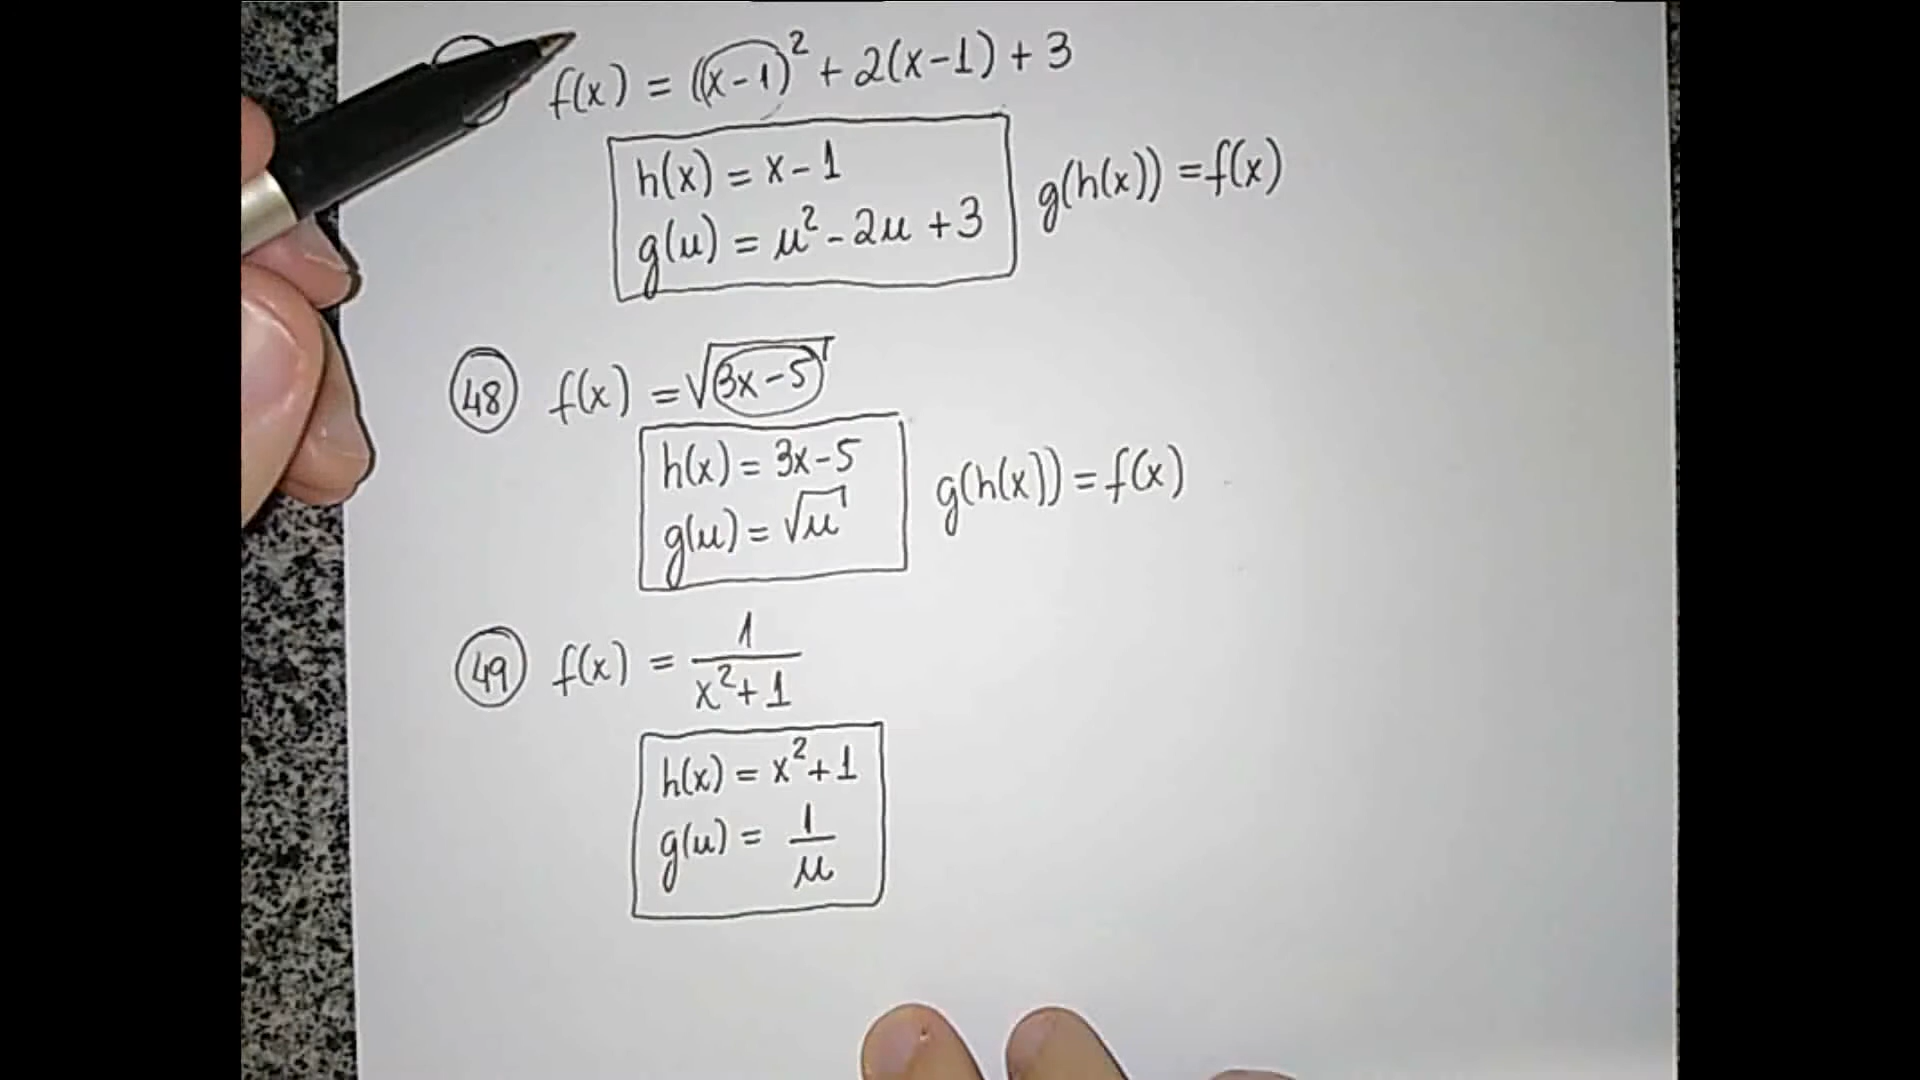 f(x) = (x-1)² + 2(x-1) + 3
h(x) = x - 1
g(u) = u² - 2u + 3
g(h(x)) = f(x)
48 f(x) = √(3x-5)
h(x) = 3x-5
g(u) = √u
g(h(x)) = f(x)
49 f(x) = 1/(x²+1)
h(x) = x²+1
g(u) = 1/u